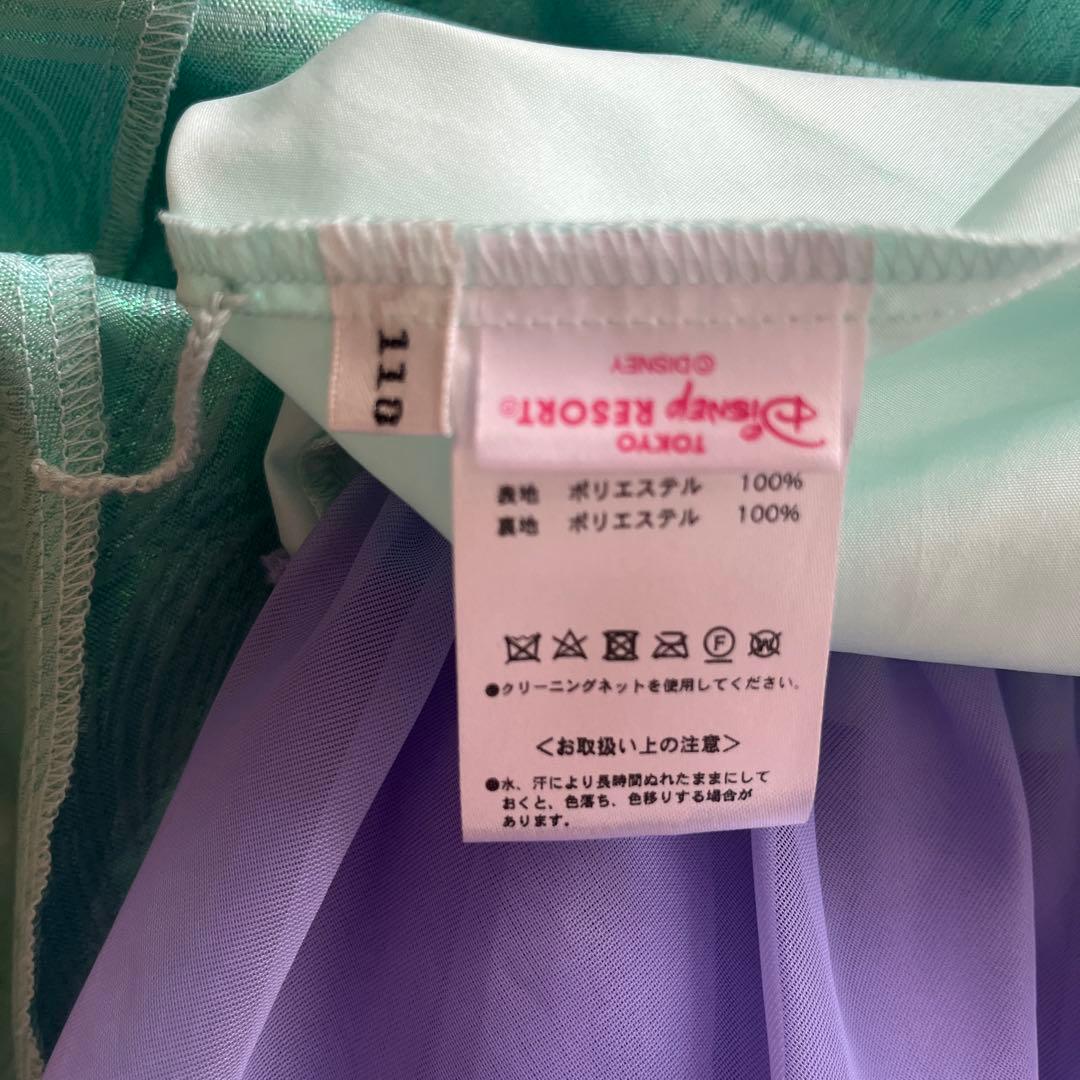 118
©DISNEY
TOKYO
Disney RESORT®
表地 ポリエステル 100%
裏地 ポリエステル 100%
F W
●クリーニングネットを使用してください。
＜お取扱い上の注意＞
●水、汗により長時間ぬれたままにして
おくと、色落ち、色移りする場合が
あります。